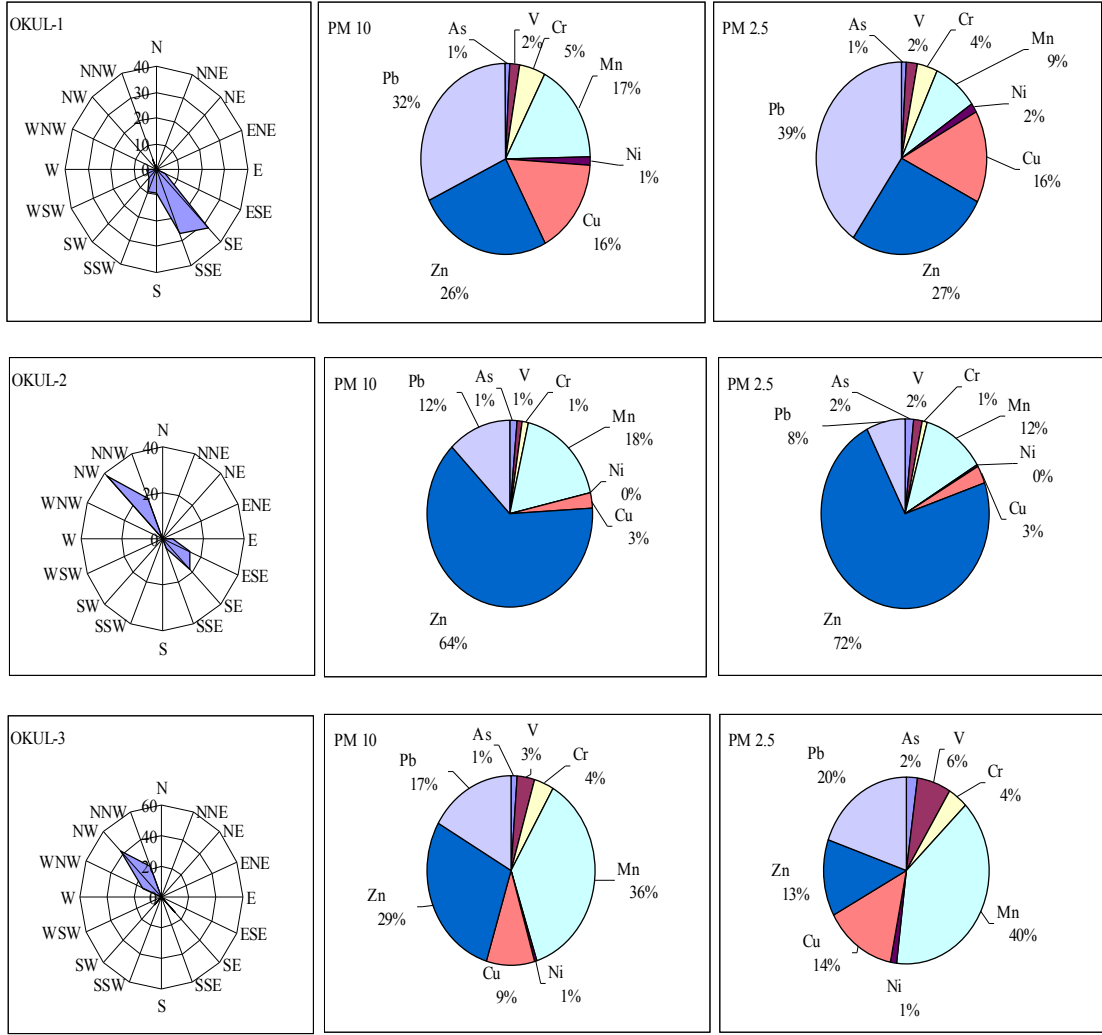 OKUL-1
N
NNW
NNE
NW
NE
WNW
ENE
W
E
WSW
ESE
SW
SE
SSW
SSE
S
40
30
20
10
0
PM 10
As
1%
V
2%
Cr
5%
Mn
17%
Ni
1%
Cu
16%
Zn
26%
Pb
32%
PM 2.5
As
1%
V
2%
Cr
4%
Mn
9%
Ni
2%
Cu
16%
Zn
27%
Pb
39%
OKUL-2
N
NNW
NNE
NW
NE
WNW
ENE
W
E
WSW
ESE
SW
SE
SSW
SSE
S
40
20
0
PM 10
As
1%
V
1%
Cr
1%
Mn
18%
Ni
0%
Cu
3%
Zn
64%
Pb
12%
PM 2.5
As
2%
V
2%
Cr
1%
Mn
12%
Ni
0%
Cu
3%
Zn
72%
Pb
8%
OKUL-3
N
NNW
NNE
NW
NE
WNW
ENE
W
E
WSW
ESE
SW
SE
SSW
SSE
S
60
40
20
0
PM 10
As
1%
V
3%
Cr
4%
Mn
36%
Ni
1%
Cu
9%
Zn
29%
Pb
17%
PM 2.5
As
2%
V
6%
Cr
4%
Mn
40%
Ni
1%
Cu
14%
Zn
13%
Pb
20%